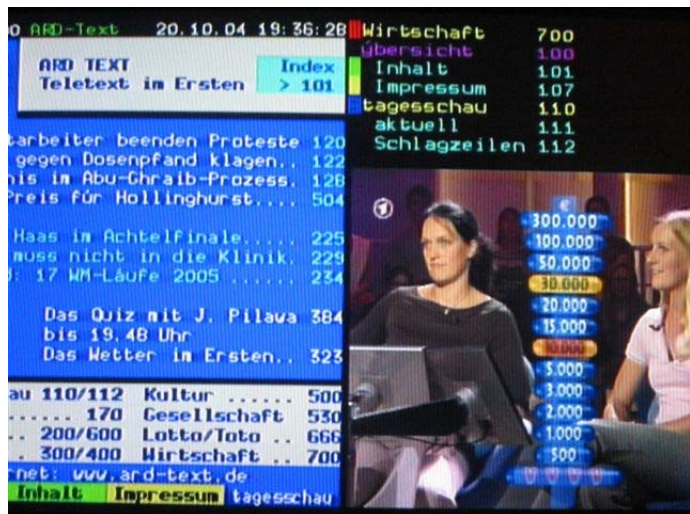 ARD-Text 20.10.04 19:36:28
ARD TEXT Index
Teletext im Ersten > 101
tarbeiter beenden Proteste 120
gegen Dosenpfand klagen.. 122
nis im Abu-Ghraib-Prozess. 128
Preis für Hollinghurst.... 504
Haas im Achtelfinale..... 225
muss nicht in die Klinik. 229
17 WM-Läufe 2005 ...... 234
Das Quiz mit J. Pilawa 384
bis 19.48 Uhr
Das Wetter im Ersten.. 323
au 110/112 Kultur ...... 500
...... 170 Gesellschaft 530
.. 200/600 Lotto/Toto .. 666
. 300/400 Wirtschaft .. 700
rnet: www.ard-text.de
Inhalt Impressum tagesschau
Wirtschaft 700
Übersicht 100
Inhalt 101
Impressum 107
tagesschau 110
aktuell 111
Schlagzeilen 112
€
300.000
100.000
50.000
30.000
20.000
15.000
10.000
5.000
3.000
2.000
1.000
500